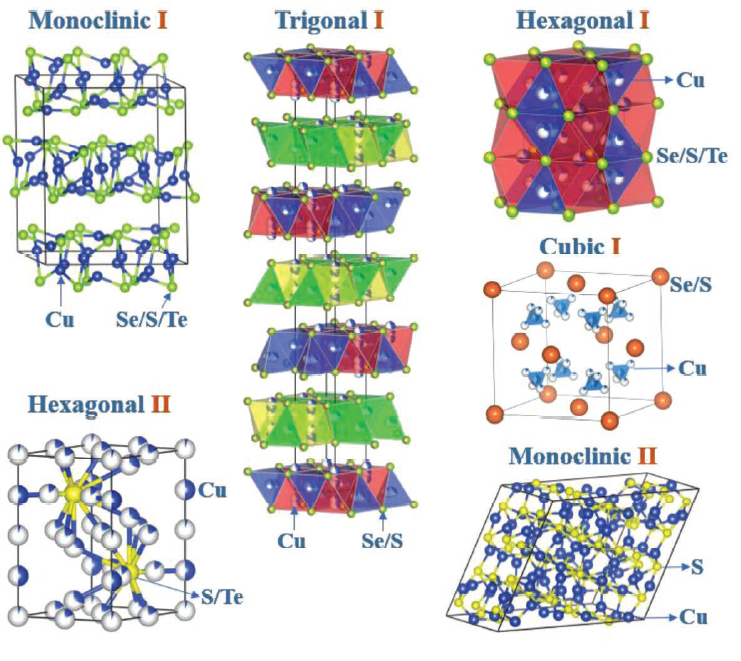 Monoclinic I
Cu
Se/S/Te
Trigonal I
Cu
Se/S
Hexagonal I
Cu
Se/S/Te
Cubic I
Se/S
Cu
Hexagonal II
Cu
S/Te
Monoclinic II
S
Cu